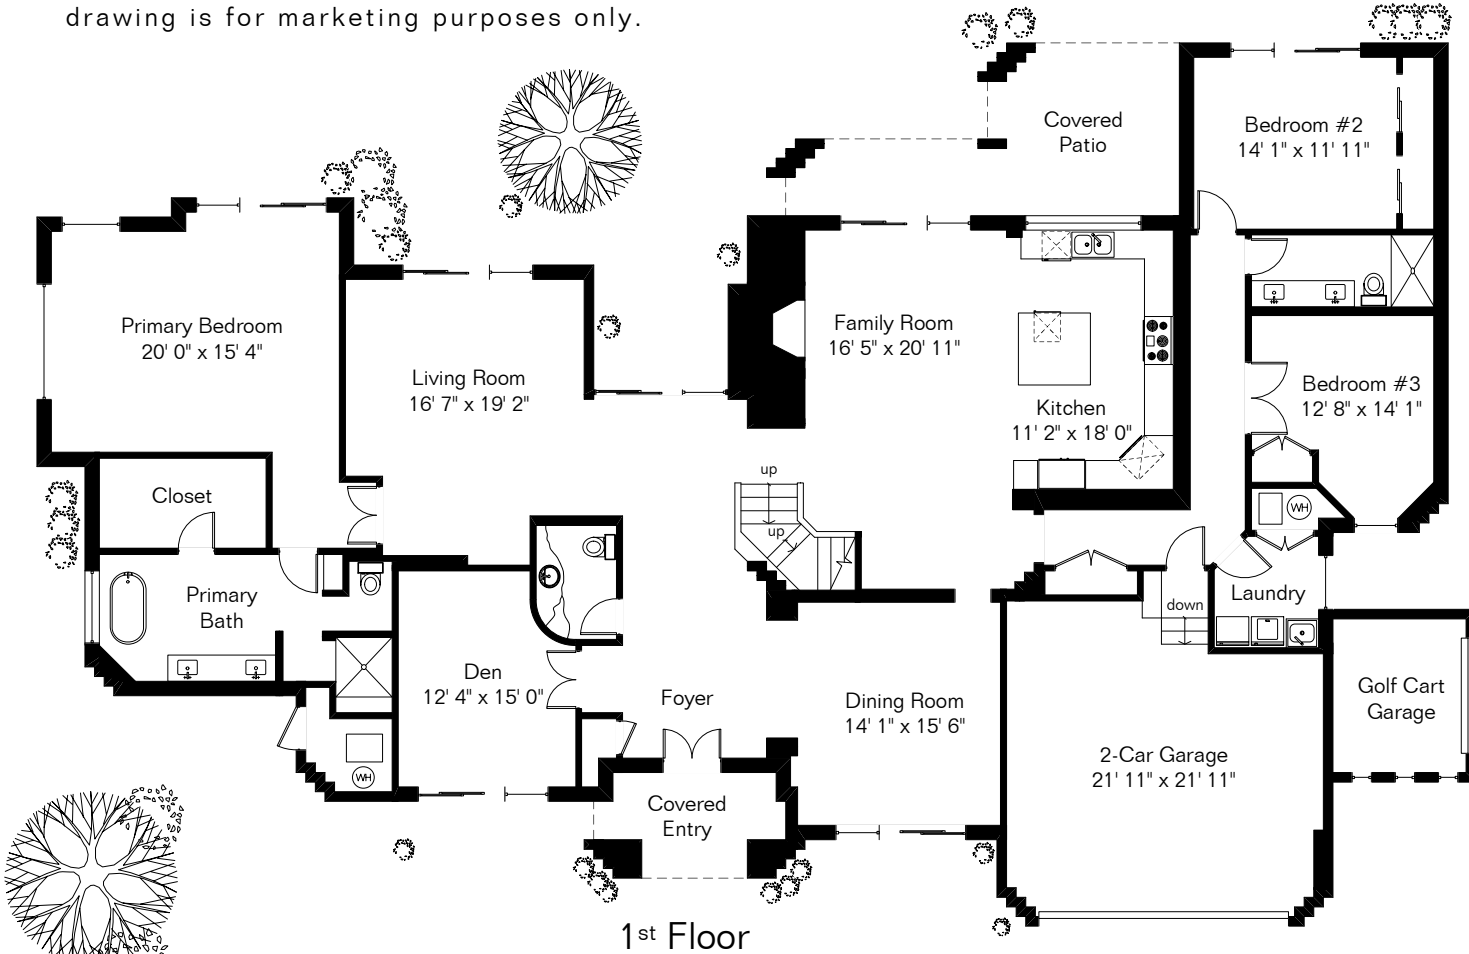 drawing is for marketing purposes only.
Covered
Patio
Bedroom #2
14' 1" x 11' 11"
Primary Bedroom
20' 0" x 15' 4"
Living Room
16' 7" x 19' 2"
Family Room
16' 5" x 20' 11"
Kitchen
11' 2" x 18' 0"
Bedroom #3
12' 8" x 14' 1"
Closet
up
up
WH
Primary
Bath
Laundry
down
Den
12' 4" x 15' 0"
Foyer
Dining Room
14' 1" x 15' 6"
Golf Cart
Garage
2-Car Garage
21' 11" x 21' 11"
WH
Covered
Entry
1st Floor